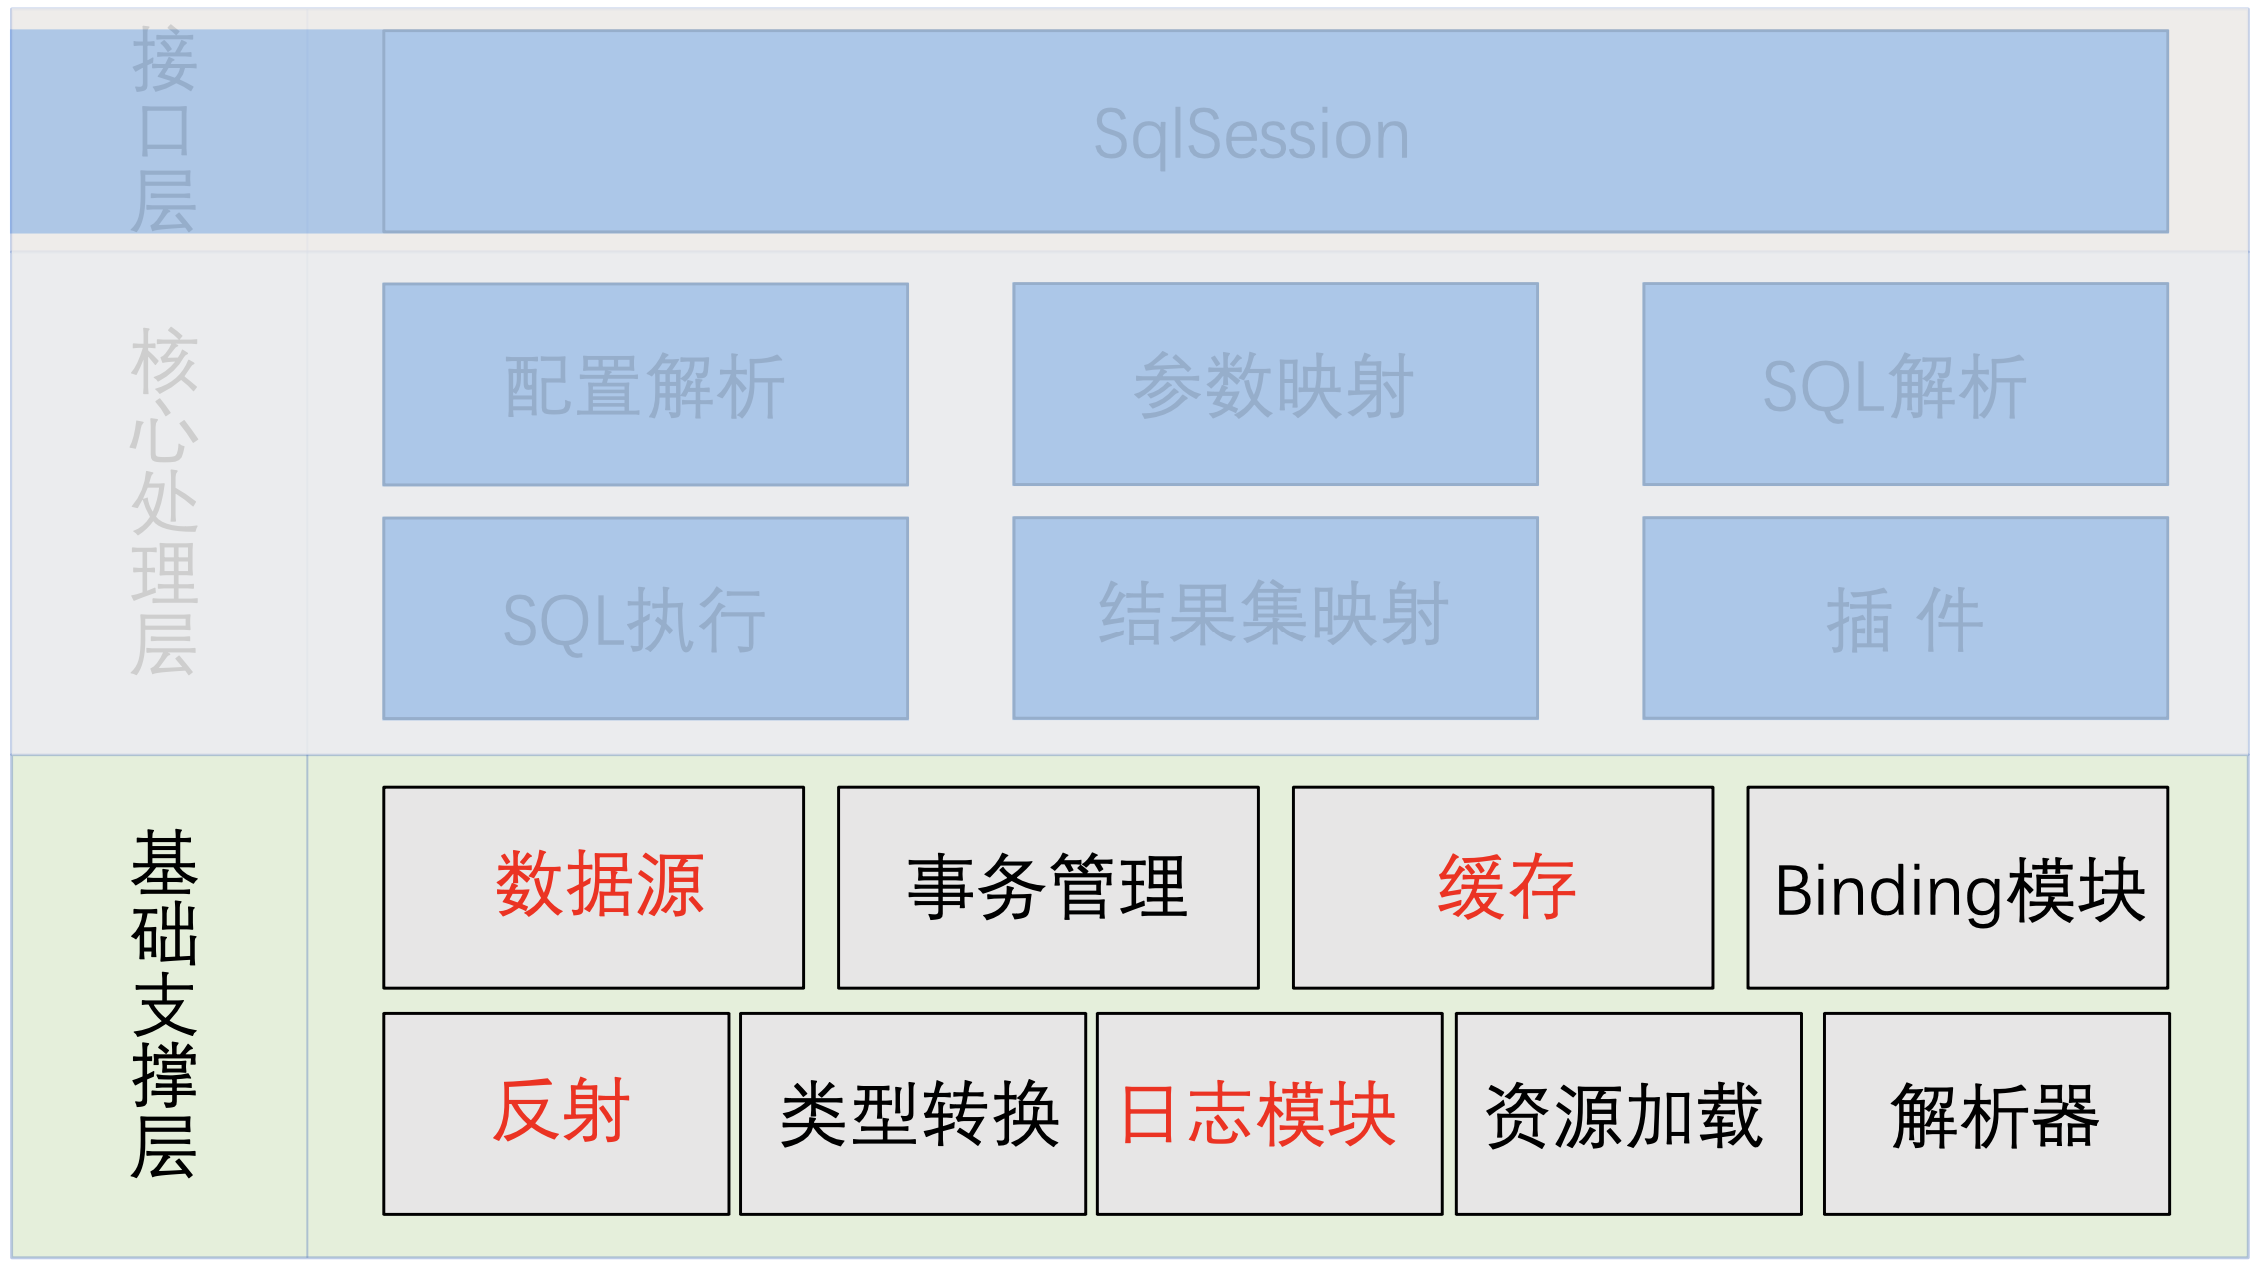 接口层
SqlSession
核心处理层
配置解析
参数映射
SQL解析
SQL执行
结果集映射
插 件
基础支撑层
数据源
事务管理
缓存
Binding模块
反射
类型转换
日志模块
资源加载
解析器